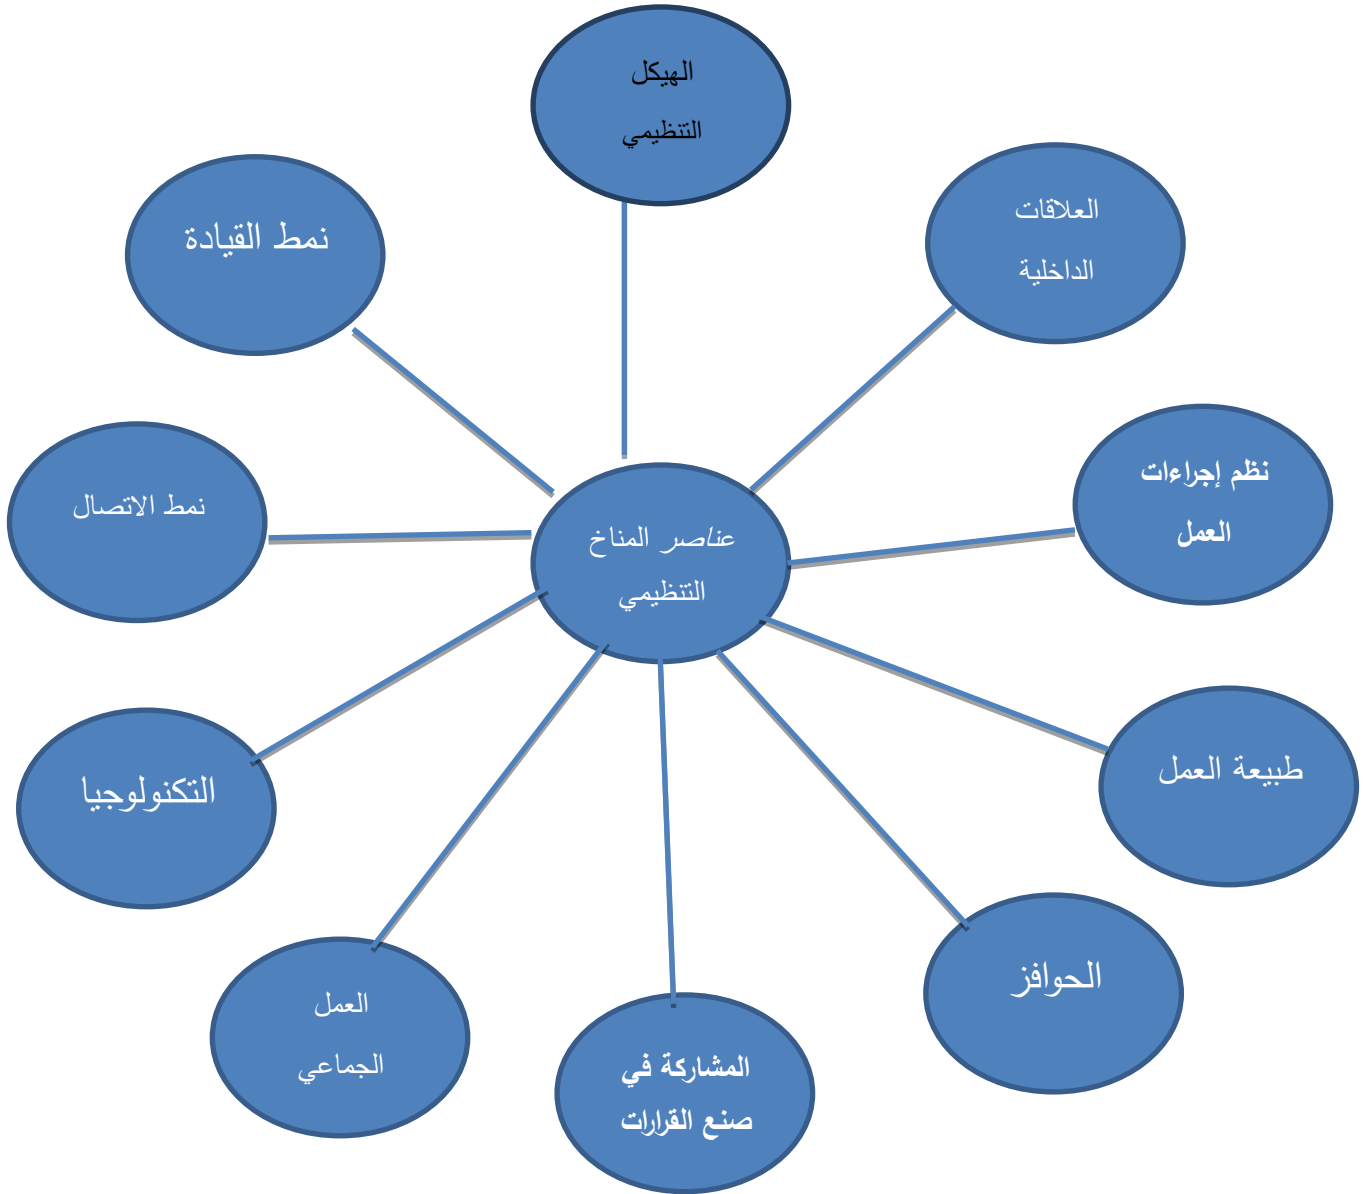 الهيكل
التنظيمي
العلاقات
الداخلية
نمط القيادة
نظم إجراءات
العمل
نمط الاتصال
عناصر المناخ
التنظيمي
طبيعة العمل
التكنولوجيا
الحوافز
العمل
الجماعي
المشاركة في
صنع القرارات